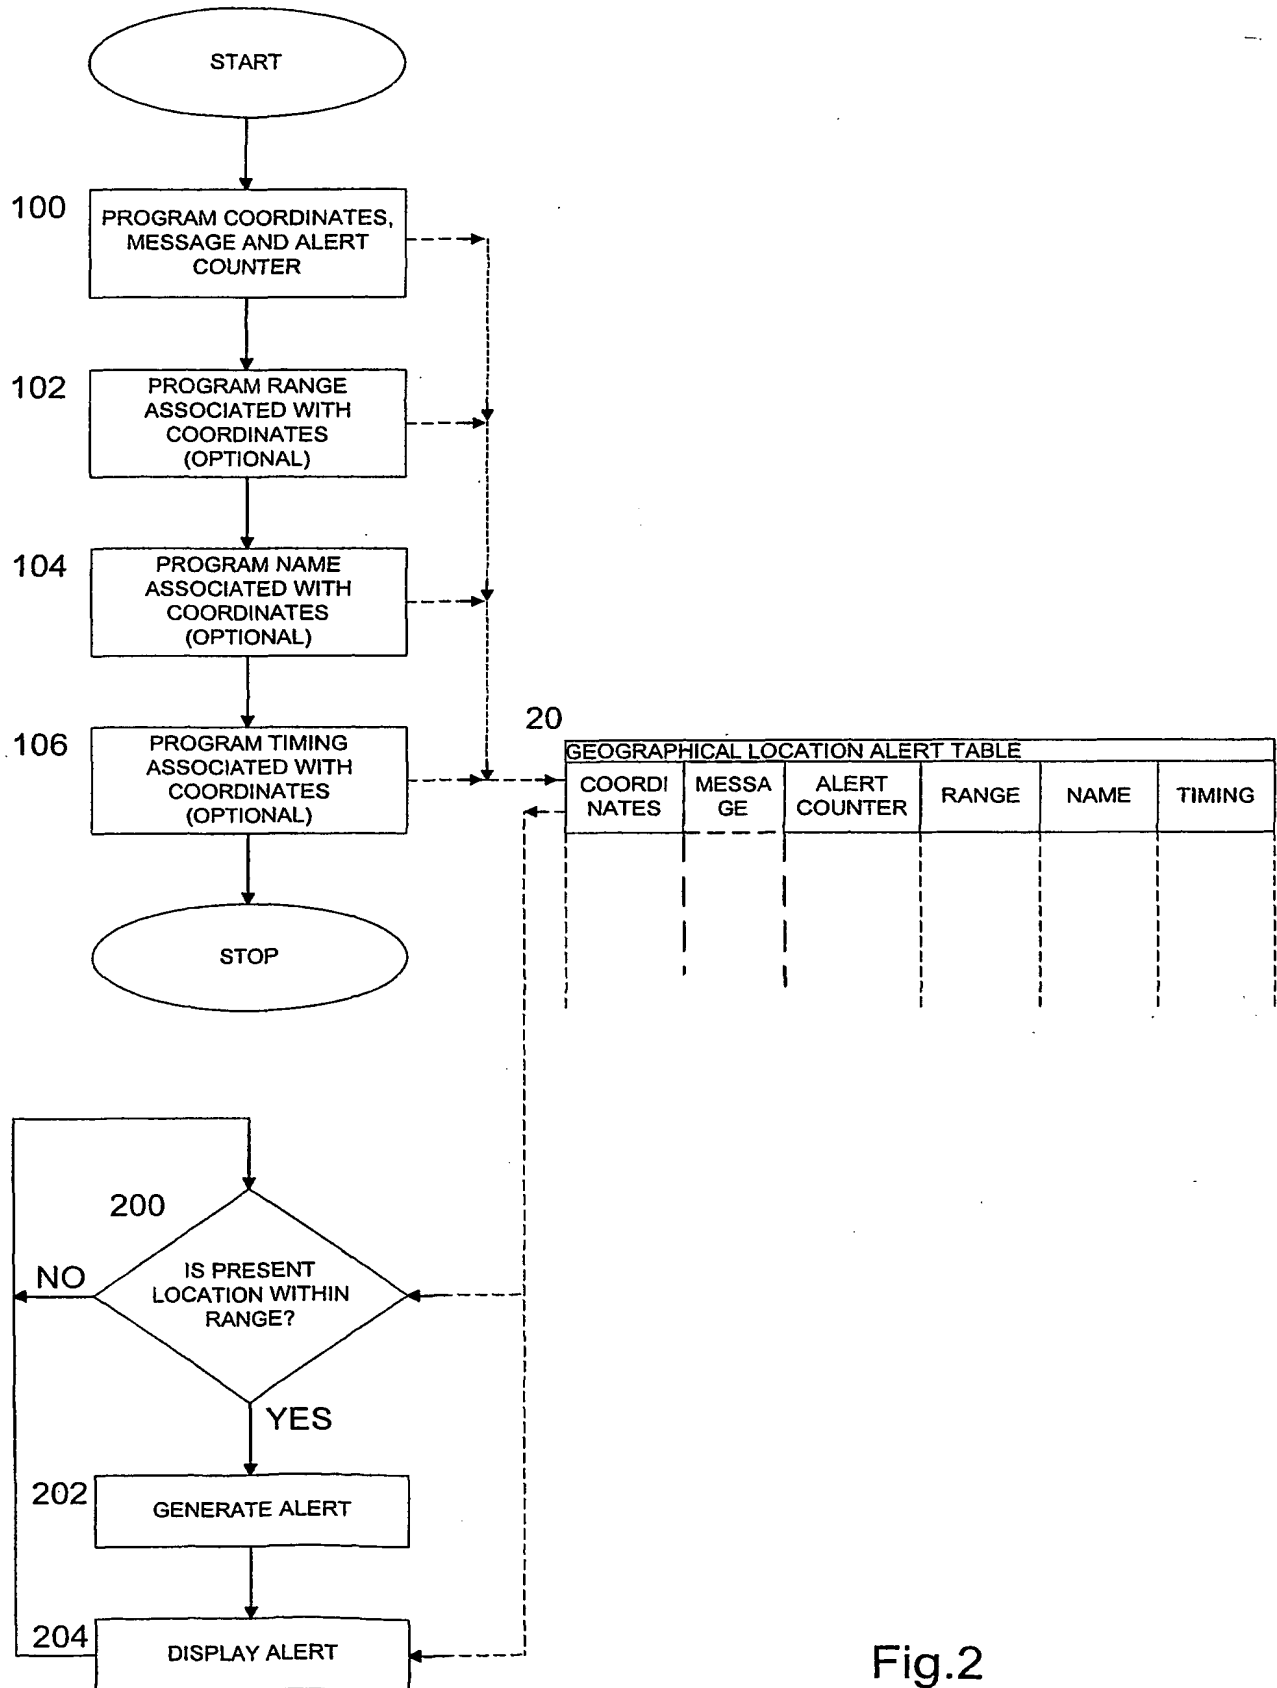 START
100
PROGRAM COORDINATES,
MESSAGE AND ALERT
COUNTER
102
PROGRAM RANGE
ASSOCIATED WITH
COORDINATES
(OPTIONAL)
104
PROGRAM NAME
ASSOCIATED WITH
COORDINATES
(OPTIONAL)
106
PROGRAM TIMING
ASSOCIATED WITH
COORDINATES
(OPTIONAL)
STOP
20
GEOGRAPHICAL LOCATION ALERT TABLE
COORDI
NATES
MESSA
GE
ALERT
COUNTER
RANGE
NAME
TIMING
200
IS PRESENT
LOCATION WITHIN
RANGE?
NO
YES
202
GENERATE ALERT
204
DISPLAY ALERT
Fig.2